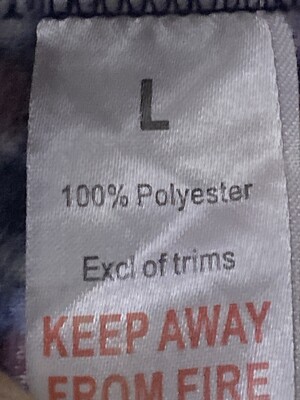 L
100% Polyester
Excl of trims
KEEP AWAY
FROM FIRE